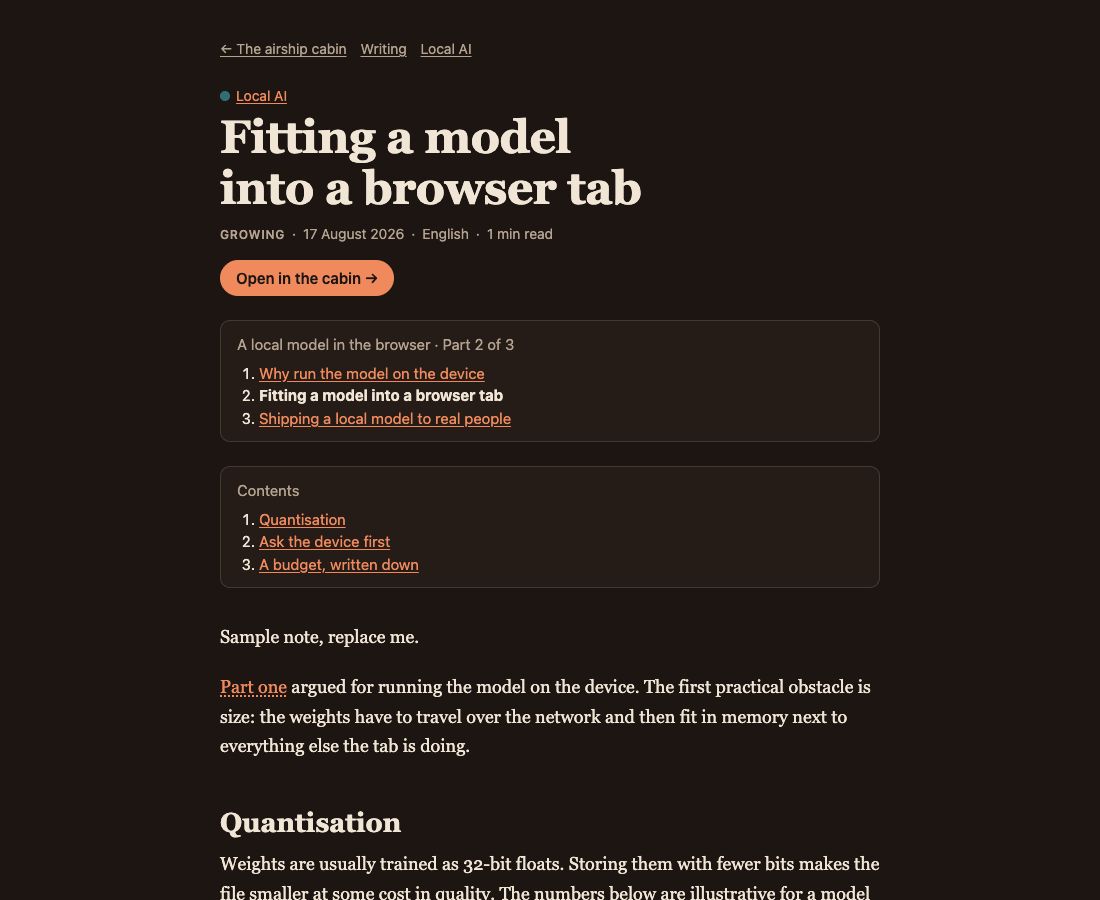 ← The airship cabin Writing Local AI
Local AI
Fitting a model
into a browser tab
GROWING · 17 August 2026 · English · 1 min read
Open in the cabin →
A local model in the browser · Part 2 of 3
1. Why run the model on the device
2. Fitting a model into a browser tab
3. Shipping a local model to real people
Contents
1. Quantisation
2. Ask the device first
3. A budget, written down
Sample note, replace me.
Part one argued for running the model on the device. The first practical obstacle is
size: the weights have to travel over the network and then fit in memory next to
everything else the tab is doing.
Quantisation
Weights are usually trained as 32-bit floats. Storing them with fewer bits makes the
file smaller at some cost in quality. The numbers below are illustrative for a model